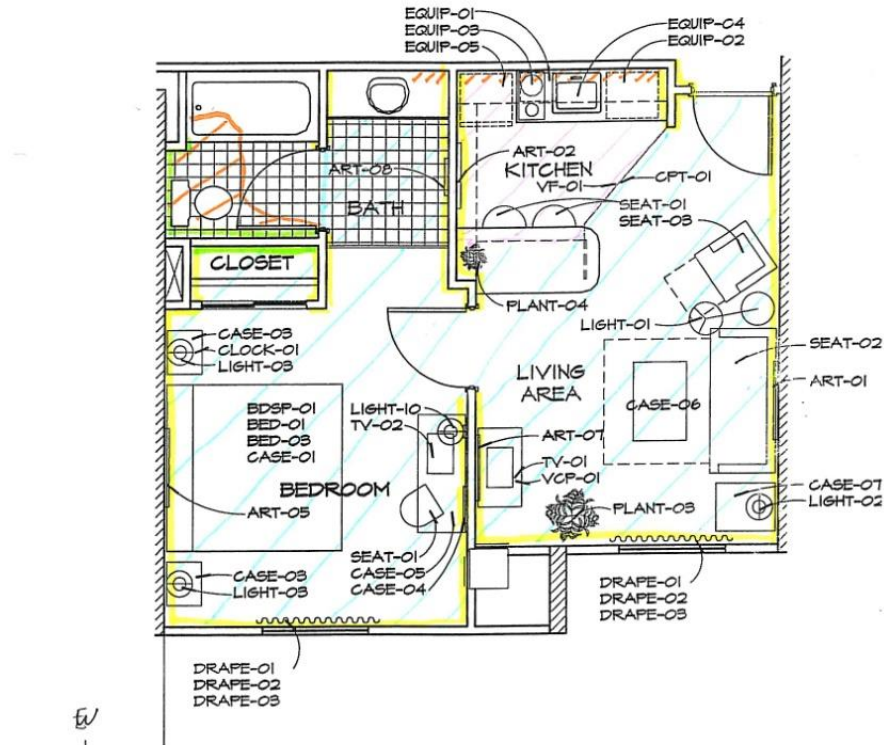 EQUIP-01
EQUIP-03
EQUIP-05
EQUIP-04
EQUIP-02
ART-02
KITCHEN
VF-01
CPT-01
ART-08
BATH
SEAT-01
SEAT-03
CLOSET
PLANT-04
LIGHT-01
CASE-03
CLOCK-01
LIGHT-03
SEAT-02
ART-01
LIVING
AREA
CASE-06
BDSP-01
BED-01
BED-03
CASE-01
LIGHT-10
TV-02
ART-07
TV-01
VCP-01
BEDROOM
ART-05
PLANT-03
CASE-07
LIGHT-02
SEAT-01
CASE-05
CASE-04
CASE-03
LIGHT-03
DRAPE-01
DRAPE-02
DRAPE-03
DRAPE-01
DRAPE-02
DRAPE-03